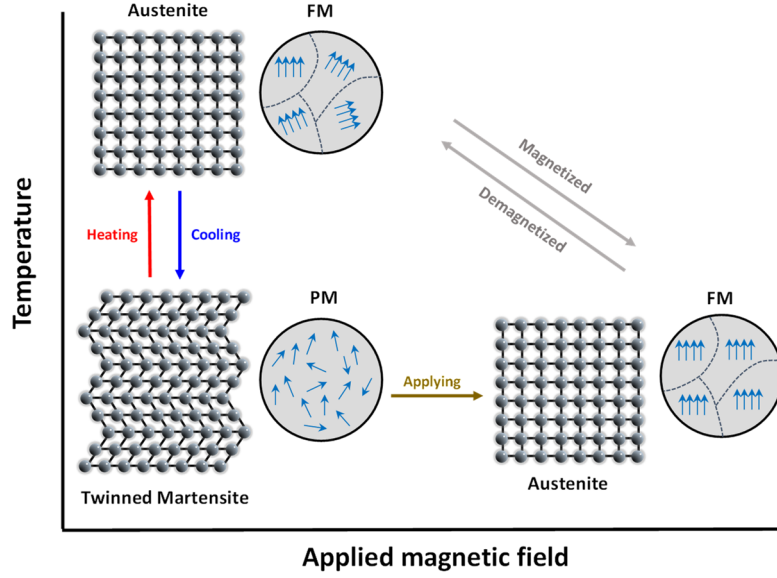 Austenite
FM
Magnetized
Demagnetized
Heating
Cooling
Temperature
PM
FM
Applying
Twinned Martensite
Austenite
Applied magnetic field